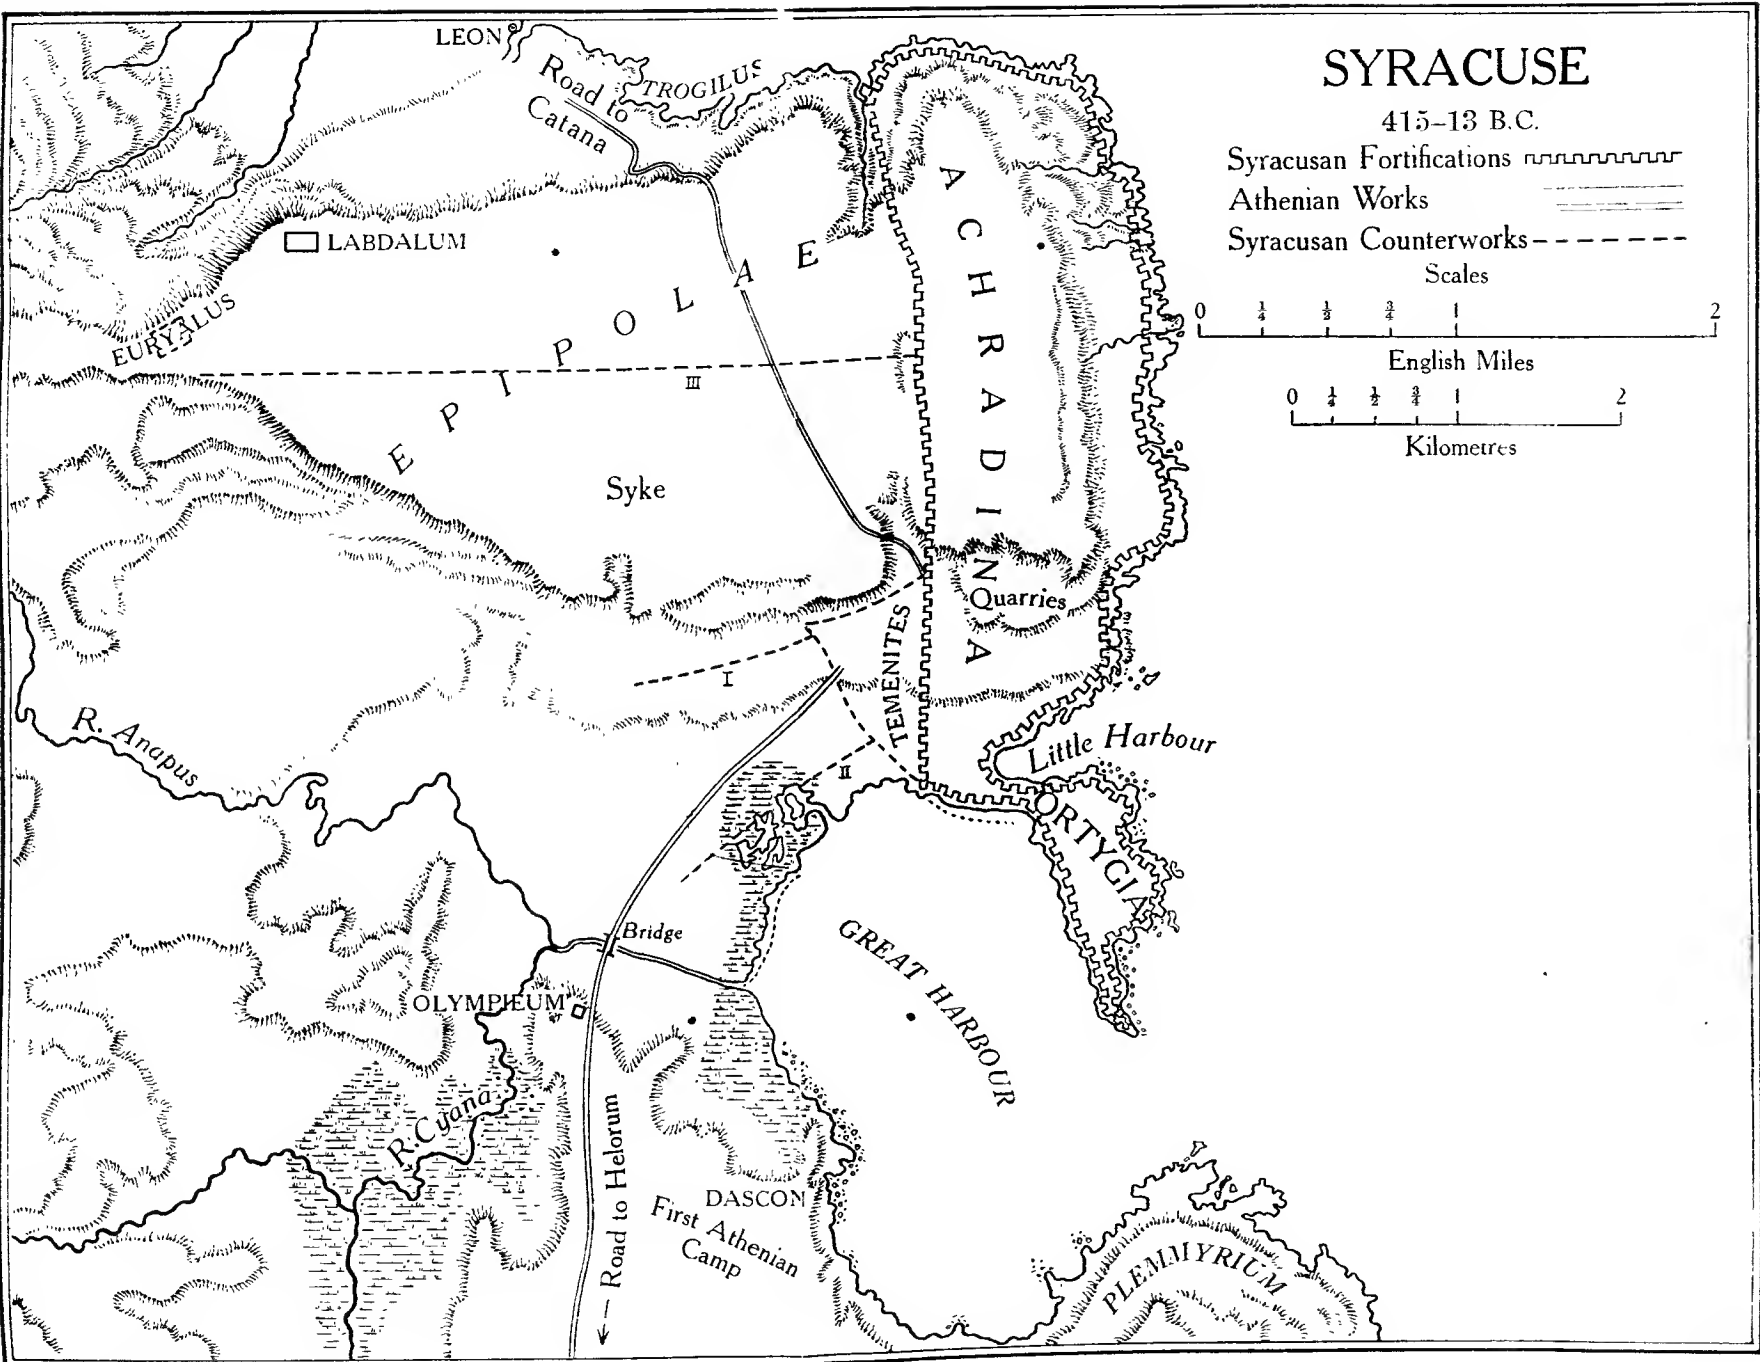 SYRACUSE
415–13 B.C.
Syracusan Fortifications
Athenian Works
Syracusan Counterworks
Scales
0 ¼ ½ ¾ 1 2
English Miles
0 ¼ ½ ¾ 1 2
Kilometres
LEON
Road to
Catana
TROGILUS
LABDALUM
EURYALUS
EPIPOLAE
III
Syke
ACHRADINA
Quarries
TEMENITES
I
II
R. Anapus
Little Harbour
ORTYGIA
Bridge
GREAT HARBOUR
OLYMPIEUM
R. Cyana
Road to Helorum
DASCON
First Athenian
Camp
PLEMMYRIUM